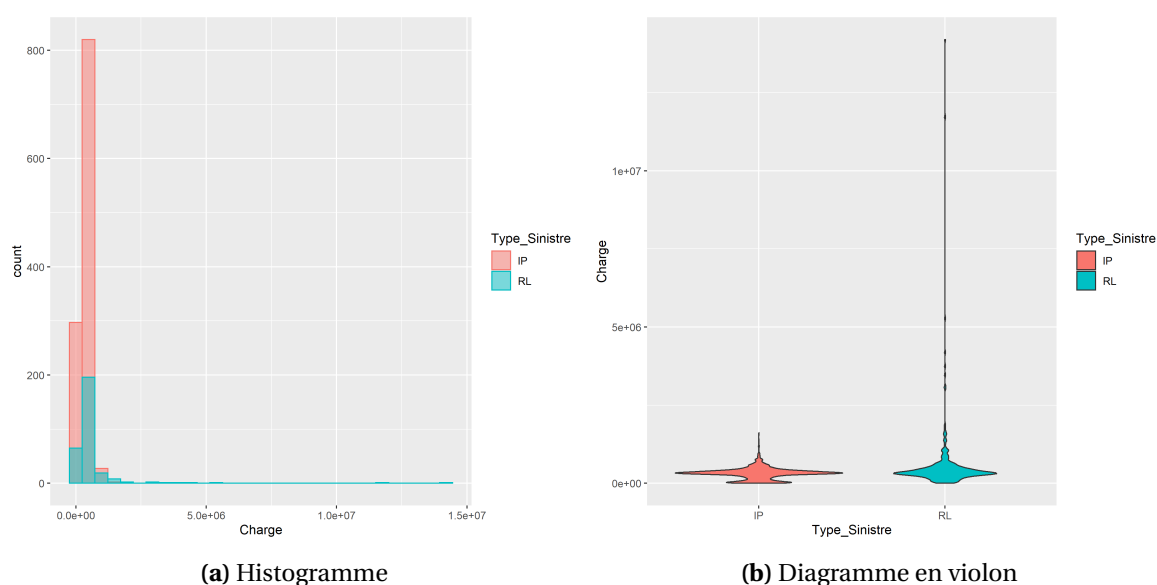 800
600
400
200
0
count
0.0e+00
5.0e+06
1.0e+07
1.5e+07
Charge
Type_Sinistre
IP
RL
(a) Histogramme
1e+07
5e+06
0e+00
Charge
IP
RL
Type_Sinistre
Type_Sinistre
IP
RL
(b) Diagramme en violon